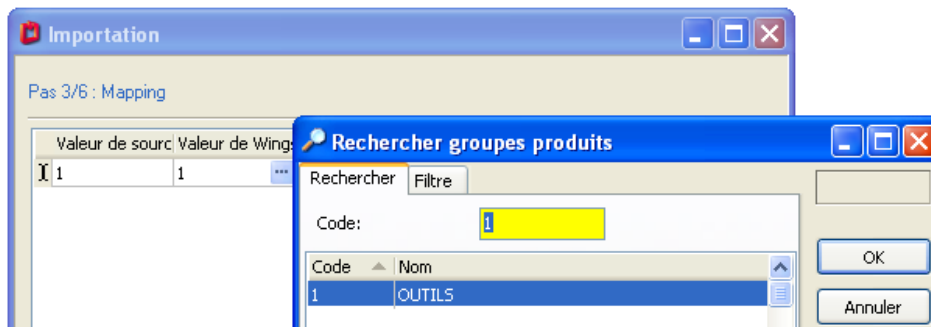 Importation
Pas 3/6 : Mapping
Valeur de sourc Valeur de Wings
1 1 ...
Rechercher groupes produits
Rechercher Filtre
Code: 1
Code Nom
1 OUTILS
OK
Annuler